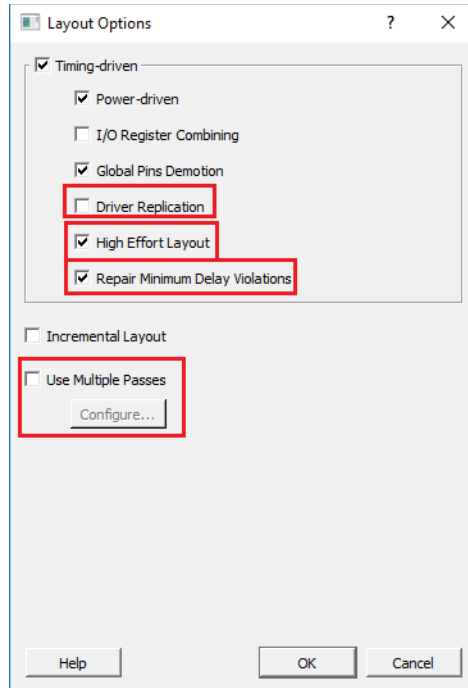 Layout Options
Timing-driven
Power-driven
I/O Register Combining
Global Pins Demotion
Driver Replication
High Effort Layout
Repair Minimum Delay Violations
Incremental Layout
Use Multiple Passes
Configure...
Help OK Cancel